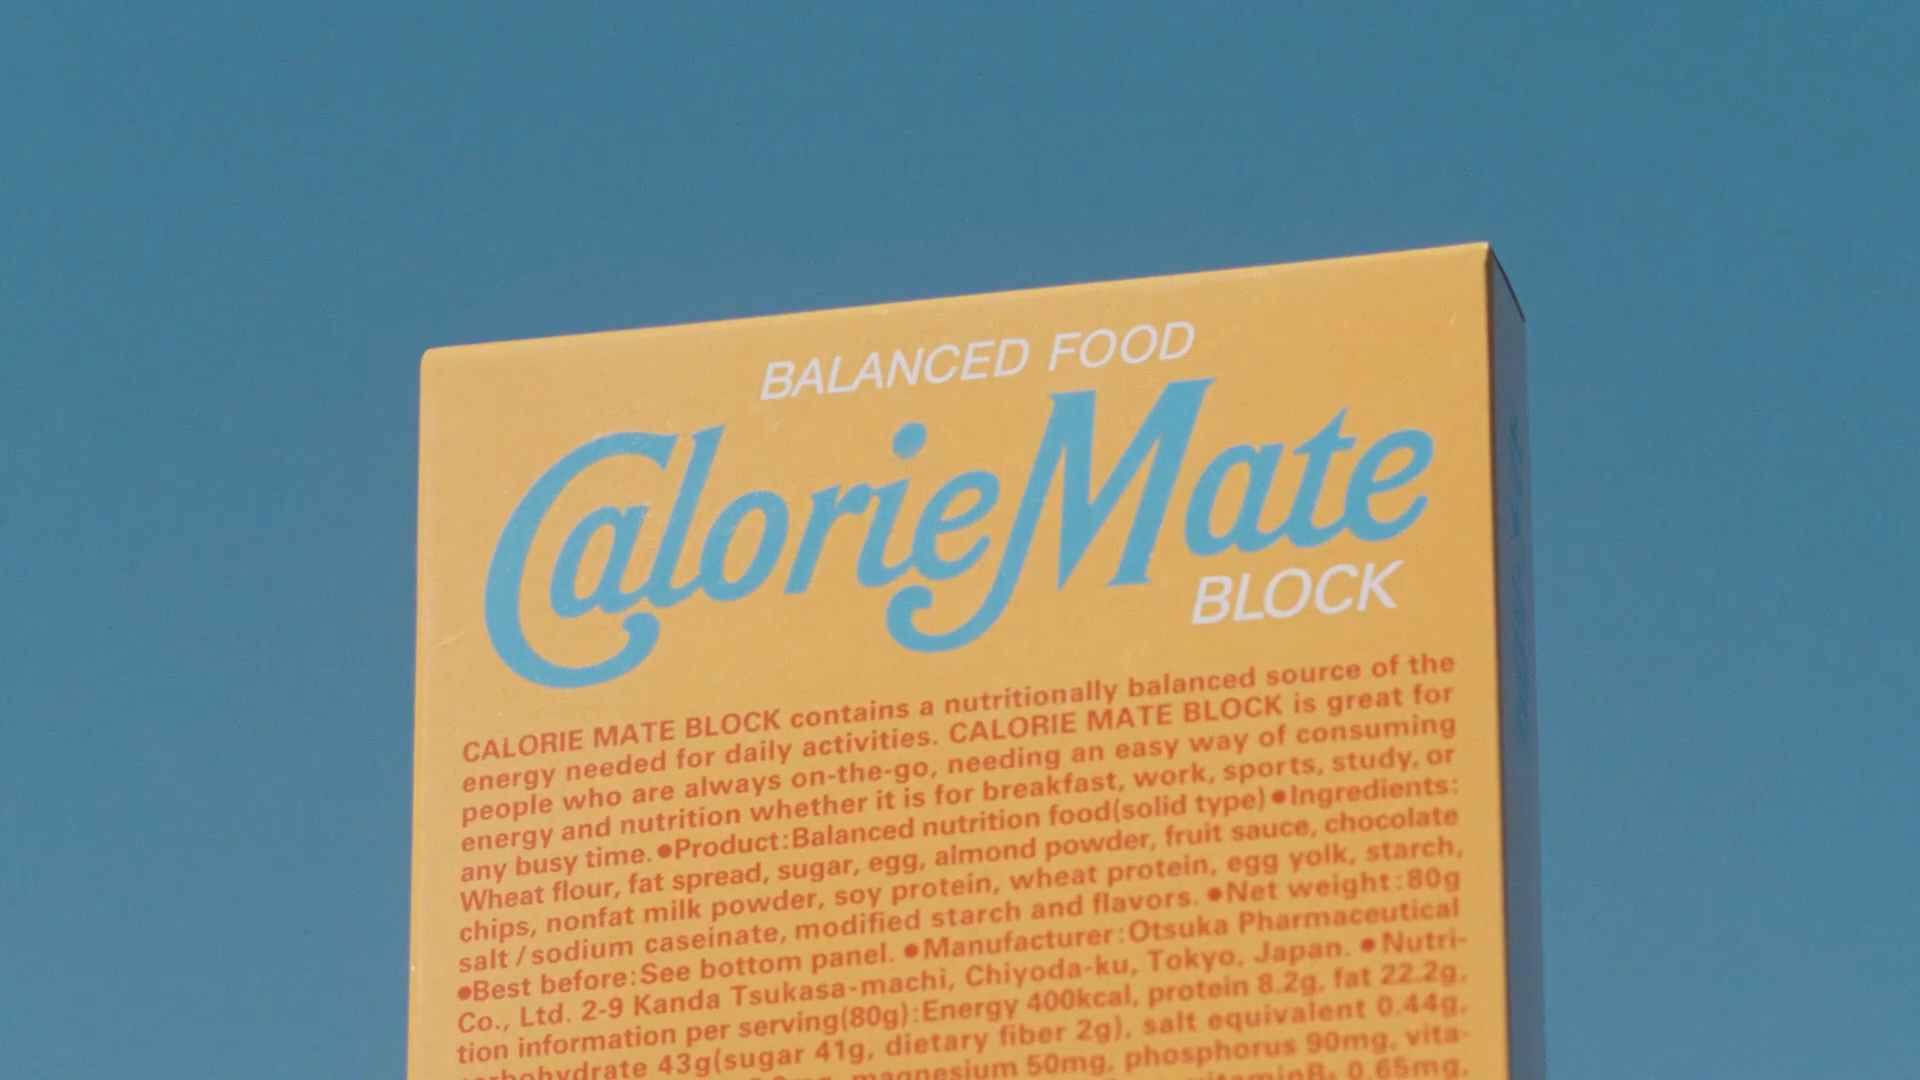 BALANCED FOOD
CalorieMate
BLOCK
CALORIE MATE BLOCK contains a nutritionally balanced source of the
energy needed for daily activities. CALORIE MATE BLOCK is great for
people who are always on-the-go, needing an easy way of consuming
energy and nutrition whether it is for breakfast, work, sports, study, or
any busy time. ●Product:Balanced nutrition food(solid type) ●Ingredients:
Wheat flour, fat spread, sugar, egg, almond powder, fruit sauce, chocolate
chips, nonfat milk powder, soy protein, wheat protein, egg yolk, starch,
salt/sodium caseinate, modified starch and flavors. ●Net weight:80g
●Best before:See bottom panel. ●Manufacturer:Otsuka Pharmaceutical
Co., Ltd. 2-9 Kanda Tsukasa-machi, Chiyoda-ku, Tokyo, Japan. ●Nutri-
tion information per serving(80g):Energy 400kcal, protein 8.2g, fat 22.2g,
carbohydrate 43g(sugar 41g, dietary fiber 2g), salt equivalent 0.44g,
magnesium 50mg, phosphorus 90mg, vita-
0.65mg,